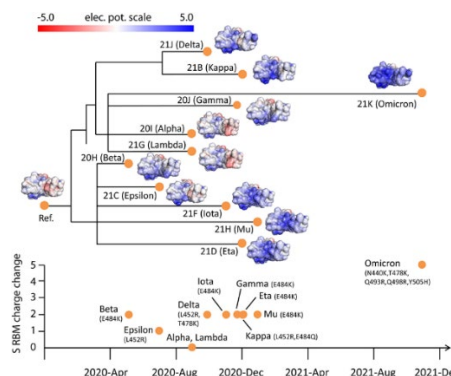 -5.0 elec. pot. scale 5.0
21J (Delta)
21B (Kappa)
20J (Gamma)
21K (Omicron)
20I (Alpha)
21G (Lambda)
20H (Beta)
21C (Epsilon)
Ref.
21F (Iota)
21H (Mu)
21D (Eta)
S RBM charge change
5
4
3
2
1
0
Omicron
(N440K,T478K,
Q493R,Q498R,Y505H)
Iota
(E484K)
Gamma (E484K)
Eta (E484K)
Beta
(E484K)
Delta
(L452R,
T478K)
Mu (E484K)
Epsilon
(L452R)
Kappa (L452R,E484Q)
Alpha, Lambda
2020-Apr 2020-Aug 2020-Dec 2021-Apr 2021-Aug 2021-De